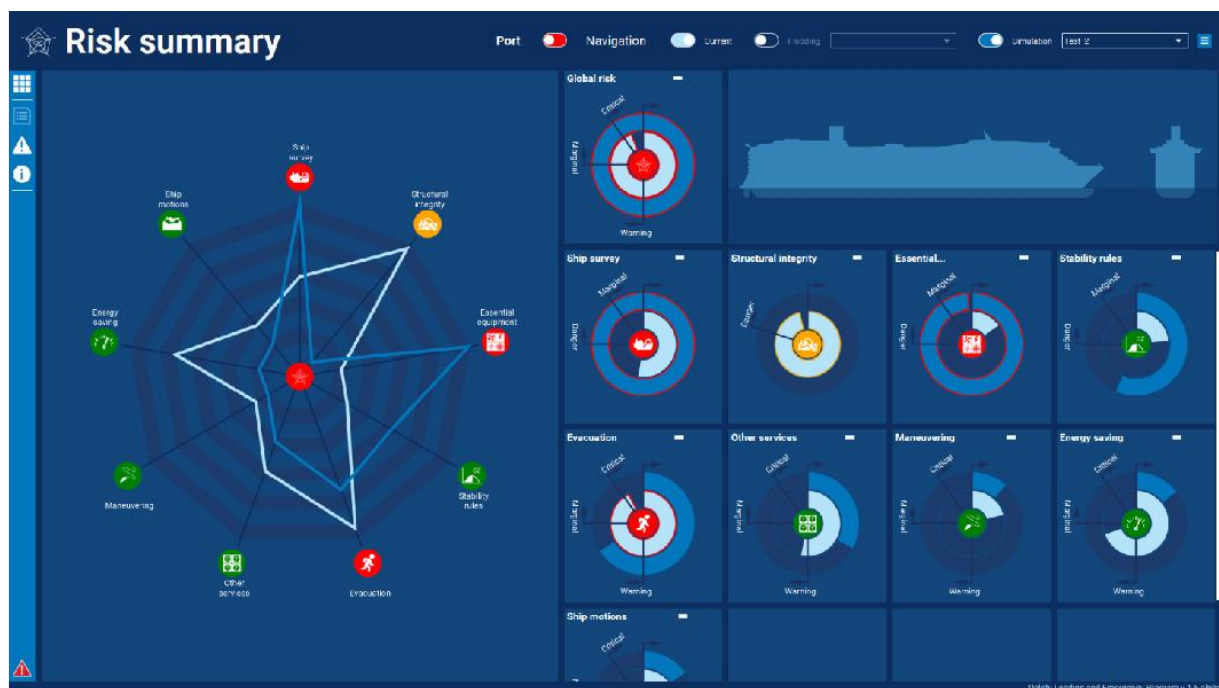 Risk summary
Port
Navigation
Current
Flooding
Simulation
Test 2
Ship
survey
Structural
integrity
Ship
motions
Energy
saving
Essential
equipment
Maneuvering
Stability
rules
Other
services
Evacuation
Global risk
Critical
Marginal
Warning
Ship survey
Marginal
Danger
Structural integrity
Danger
Essential...
Marginal
Danger
Stability rules
Marginal
Danger
Evacuation
Critical
Marginal
Warning
Other services
Critical
Marginal
Warning
Maneuvering
Critical
Marginal
Warning
Energy saving
Critical
Marginal
Warning
Ship motions
Critical